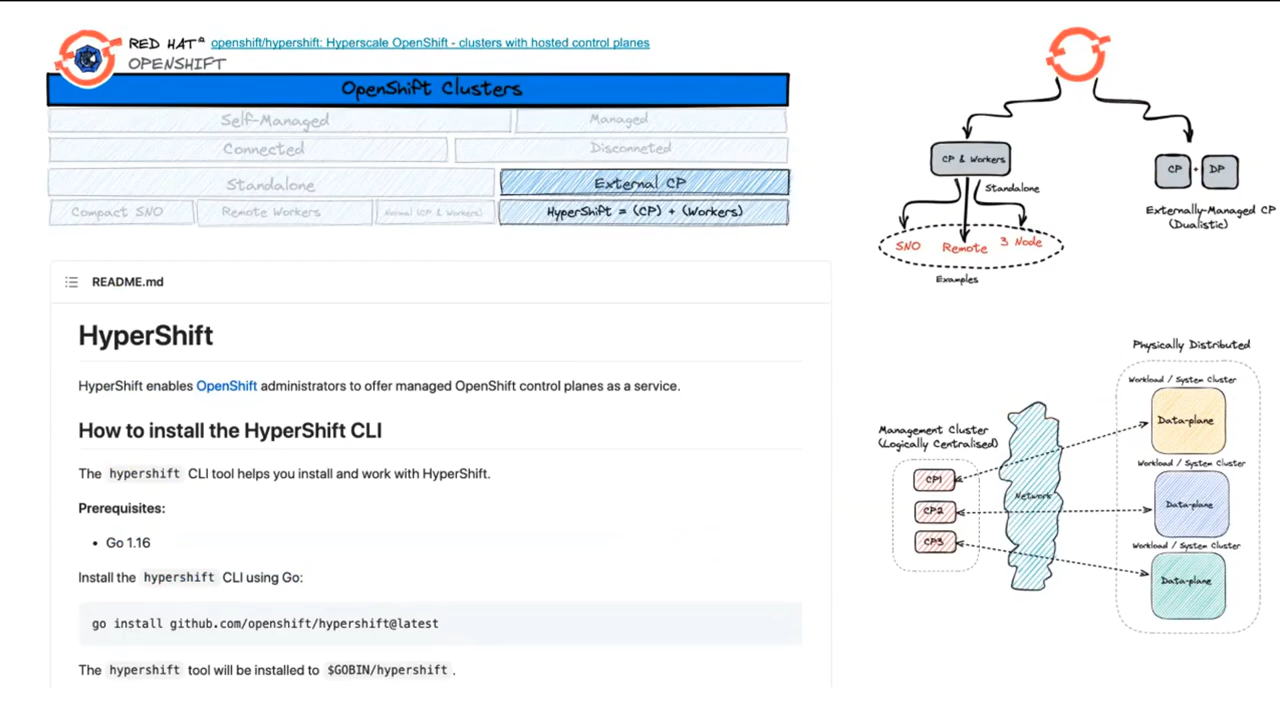 RED HAT® openshift/hypershift: Hyperscale OpenShift - clusters with hosted control planes
OPENSHIFT
OpenShift Clusters
Self-Managed Managed
Connected Disconneted
Standalone External CP
Compact SNO Remote Workers Normal (CP & Workers) HyperShift = (CP) + (Workers)
README.md
HyperShift
HyperShift enables OpenShift administrators to offer managed OpenShift control planes as a service.
How to install the HyperShift CLI
The hypershift CLI tool helps you install and work with HyperShift.
Prerequisites:
• Go 1.16
Install the hypershift CLI using Go:
go install github.com/openshift/hypershift@latest
The hypershift tool will be installed to $GOBIN/hypershift.
CP & Workers
Standalone
SNO Remote 3 Node
Examples
CP + DP
Externally-Managed CP
(Dualistic)
Physically Distributed
Management Cluster
(Logically Centralised)
CP1
CP2
CP3
Network
Workload / System Cluster
Data-plane
Workload / System Cluster
Data-plane
Workload / System Cluster
Data-plane